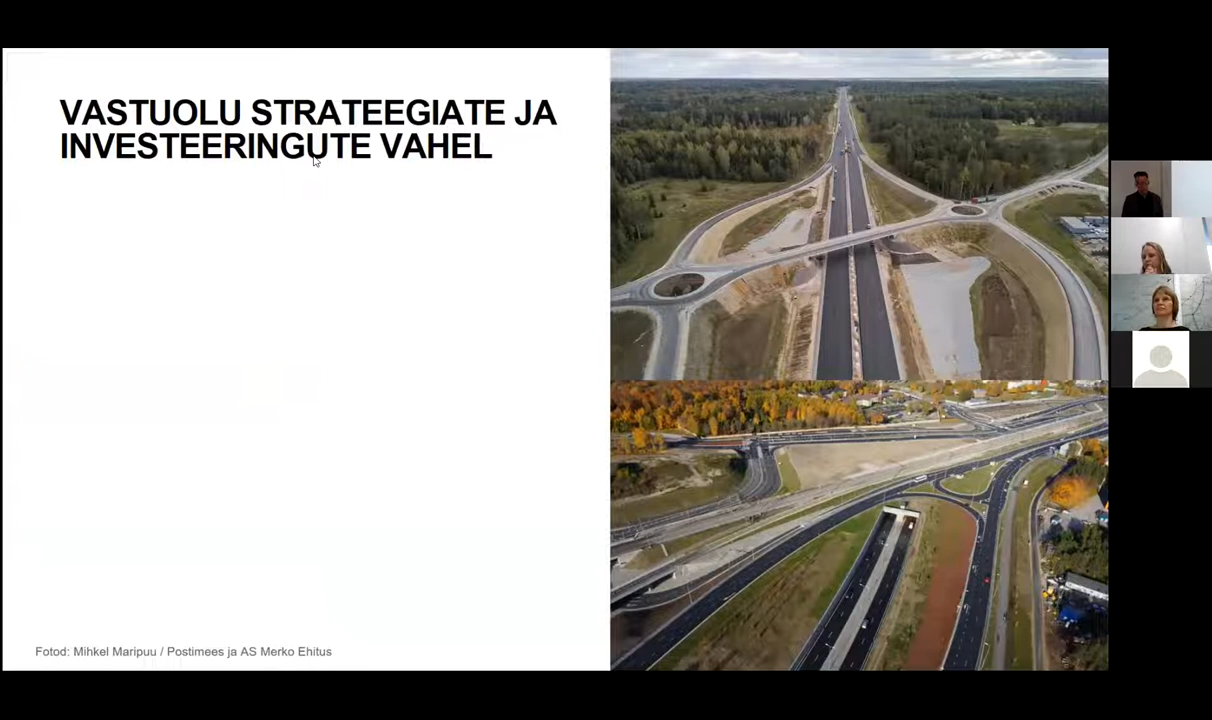 VASTUOLU STRATEEGIATE JA
INVESTEERINGUTE VAHEL
Fotod: Mihkel Maripuu / Postimees ja AS Merko Ehitus